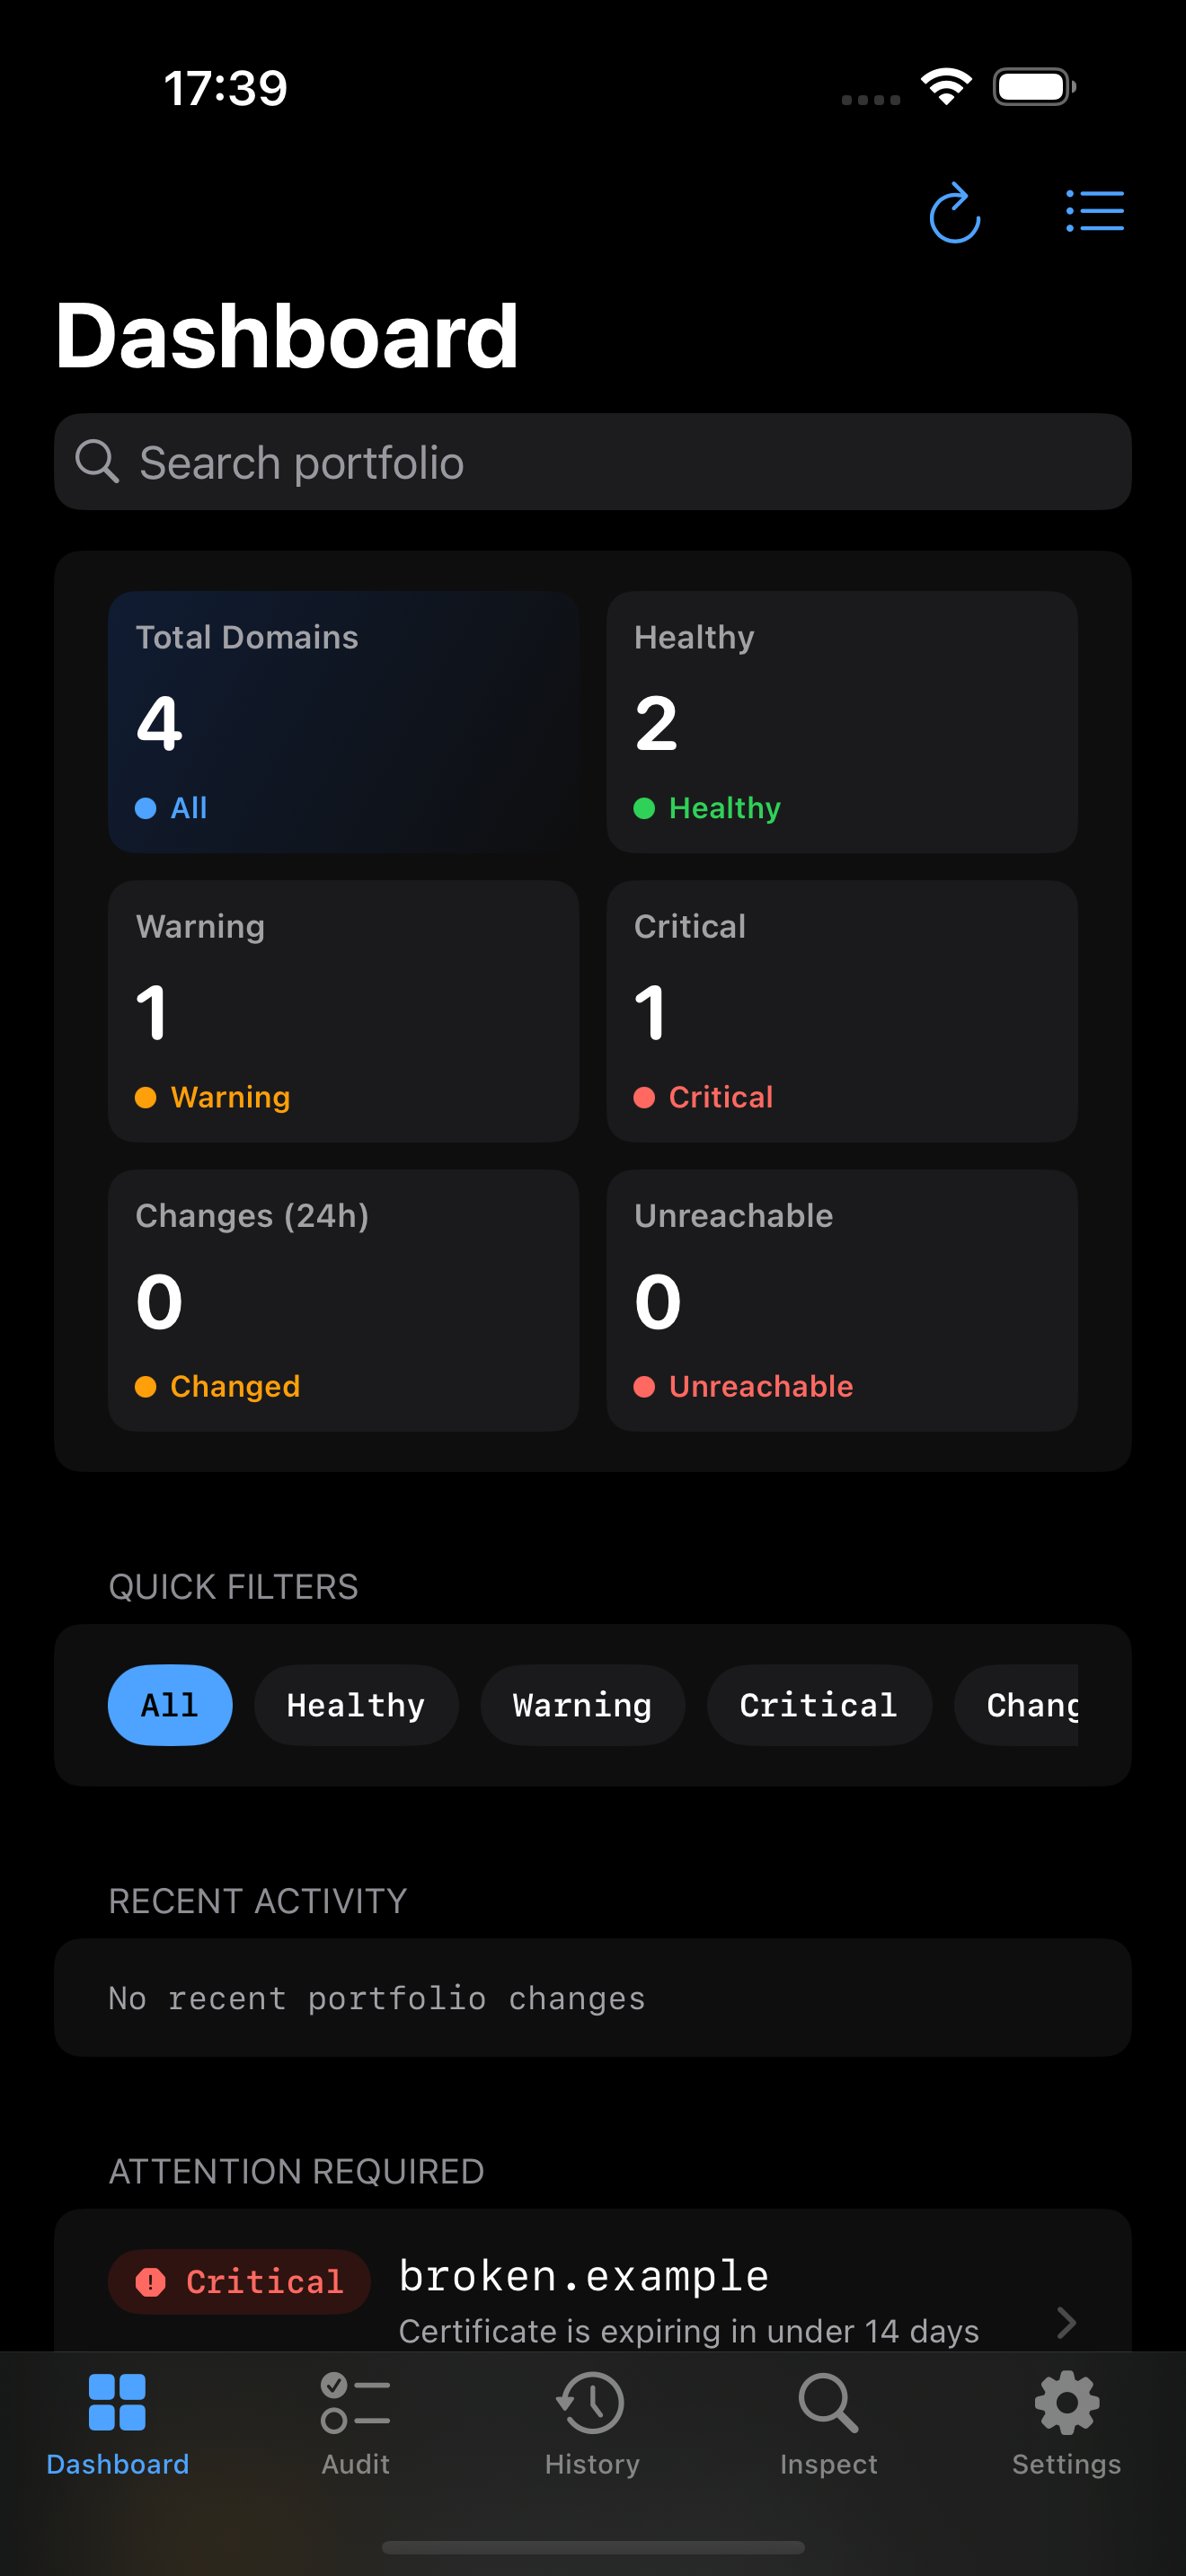 17:39
Dashboard
Search portfolio
Total Domains
4
All
Healthy
2
Healthy
Warning
1
Warning
Critical
1
Critical
Changes (24h)
0
Changed
Unreachable
0
Unreachable
QUICK FILTERS
All Healthy Warning Critical Chang
RECENT ACTIVITY
No recent portfolio changes
ATTENTION REQUIRED
Critical broken.example
Certificate is expiring in under 14 days
Dashboard Audit History Inspect Settings